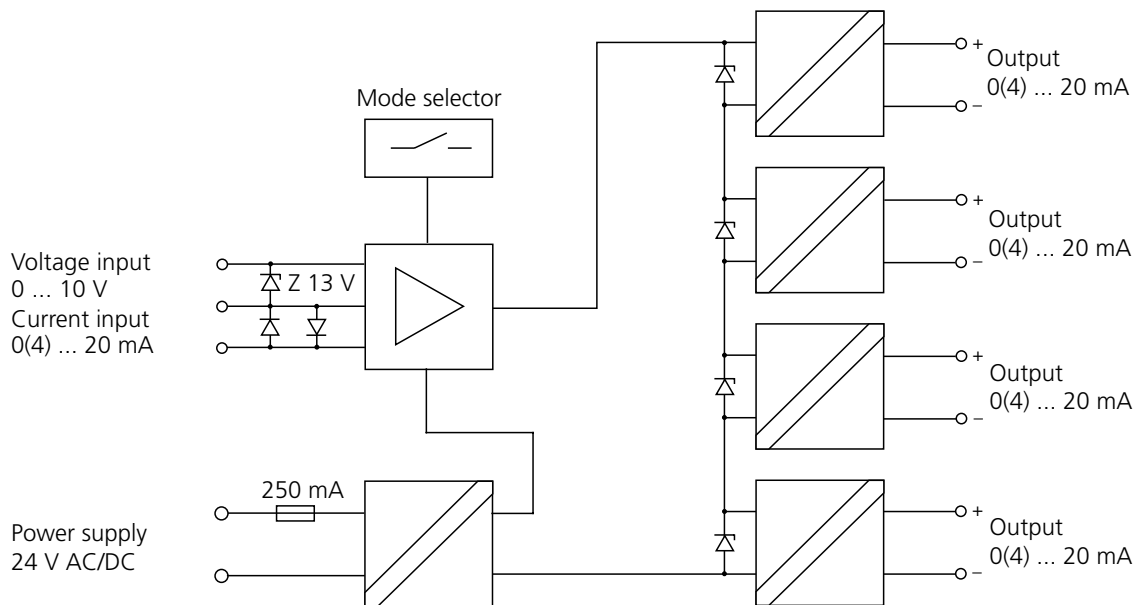 Mode selector
Voltage input
0 ... 10 V
Z 13 V
Current input
0(4) ... 20 mA
250 mA
Power supply
24 V AC/DC
+
Output
0(4) ... 20 mA
–
+
Output
0(4) ... 20 mA
–
+
Output
0(4) ... 20 mA
–
+
Output
0(4) ... 20 mA
–